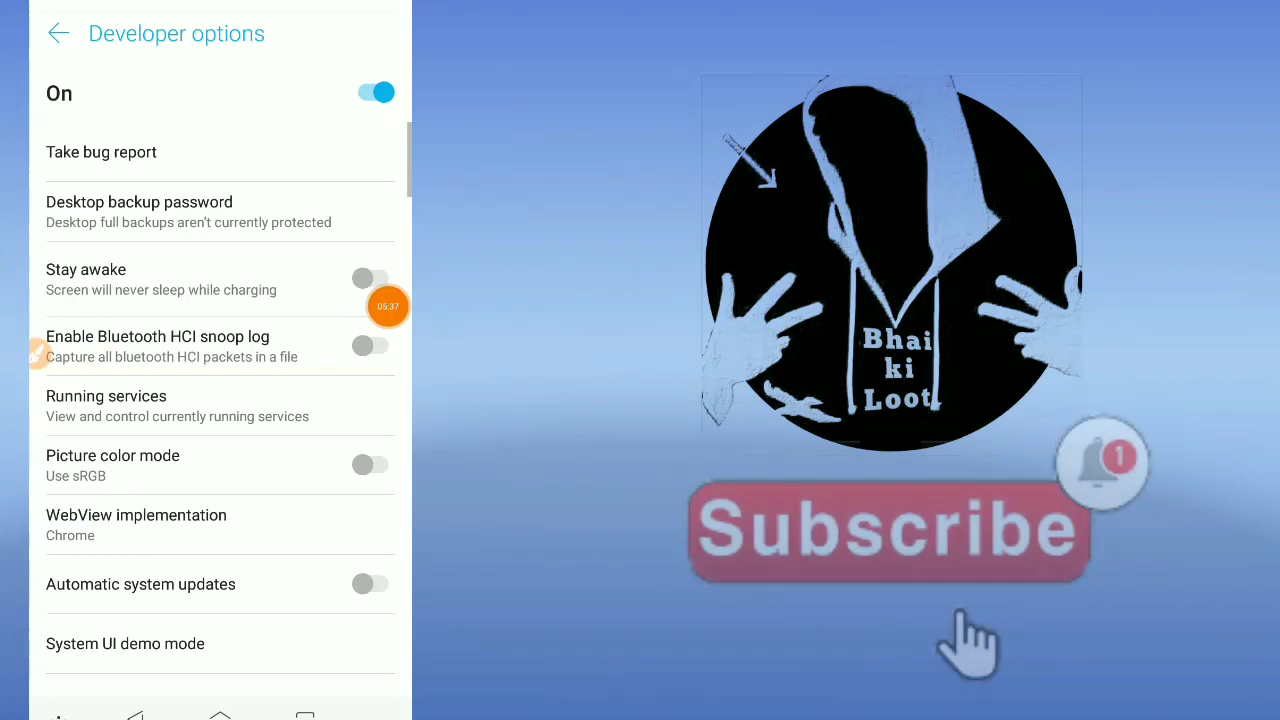 Developer options
On
Take bug report
Desktop backup password
Desktop full backups aren't currently protected
Stay awake
Screen will never sleep while charging
05:37
Enable Bluetooth HCI snoop log
Capture all bluetooth HCI packets in a file
Running services
View and control currently running services
Picture color mode
Use sRGB
WebView implementation
Chrome
Automatic system updates
System UI demo mode
Bhai
ki
Loot
1
Subscribe